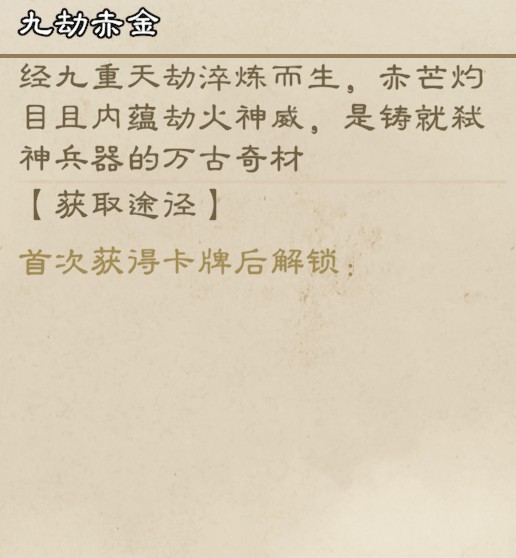 九劫赤金
经九重天劫淬炼而生，赤芒灼
目且内蕴劫火神威，是铸就弑
神兵器的万古奇材
【获取途径】
首次获得卡牌后解锁：